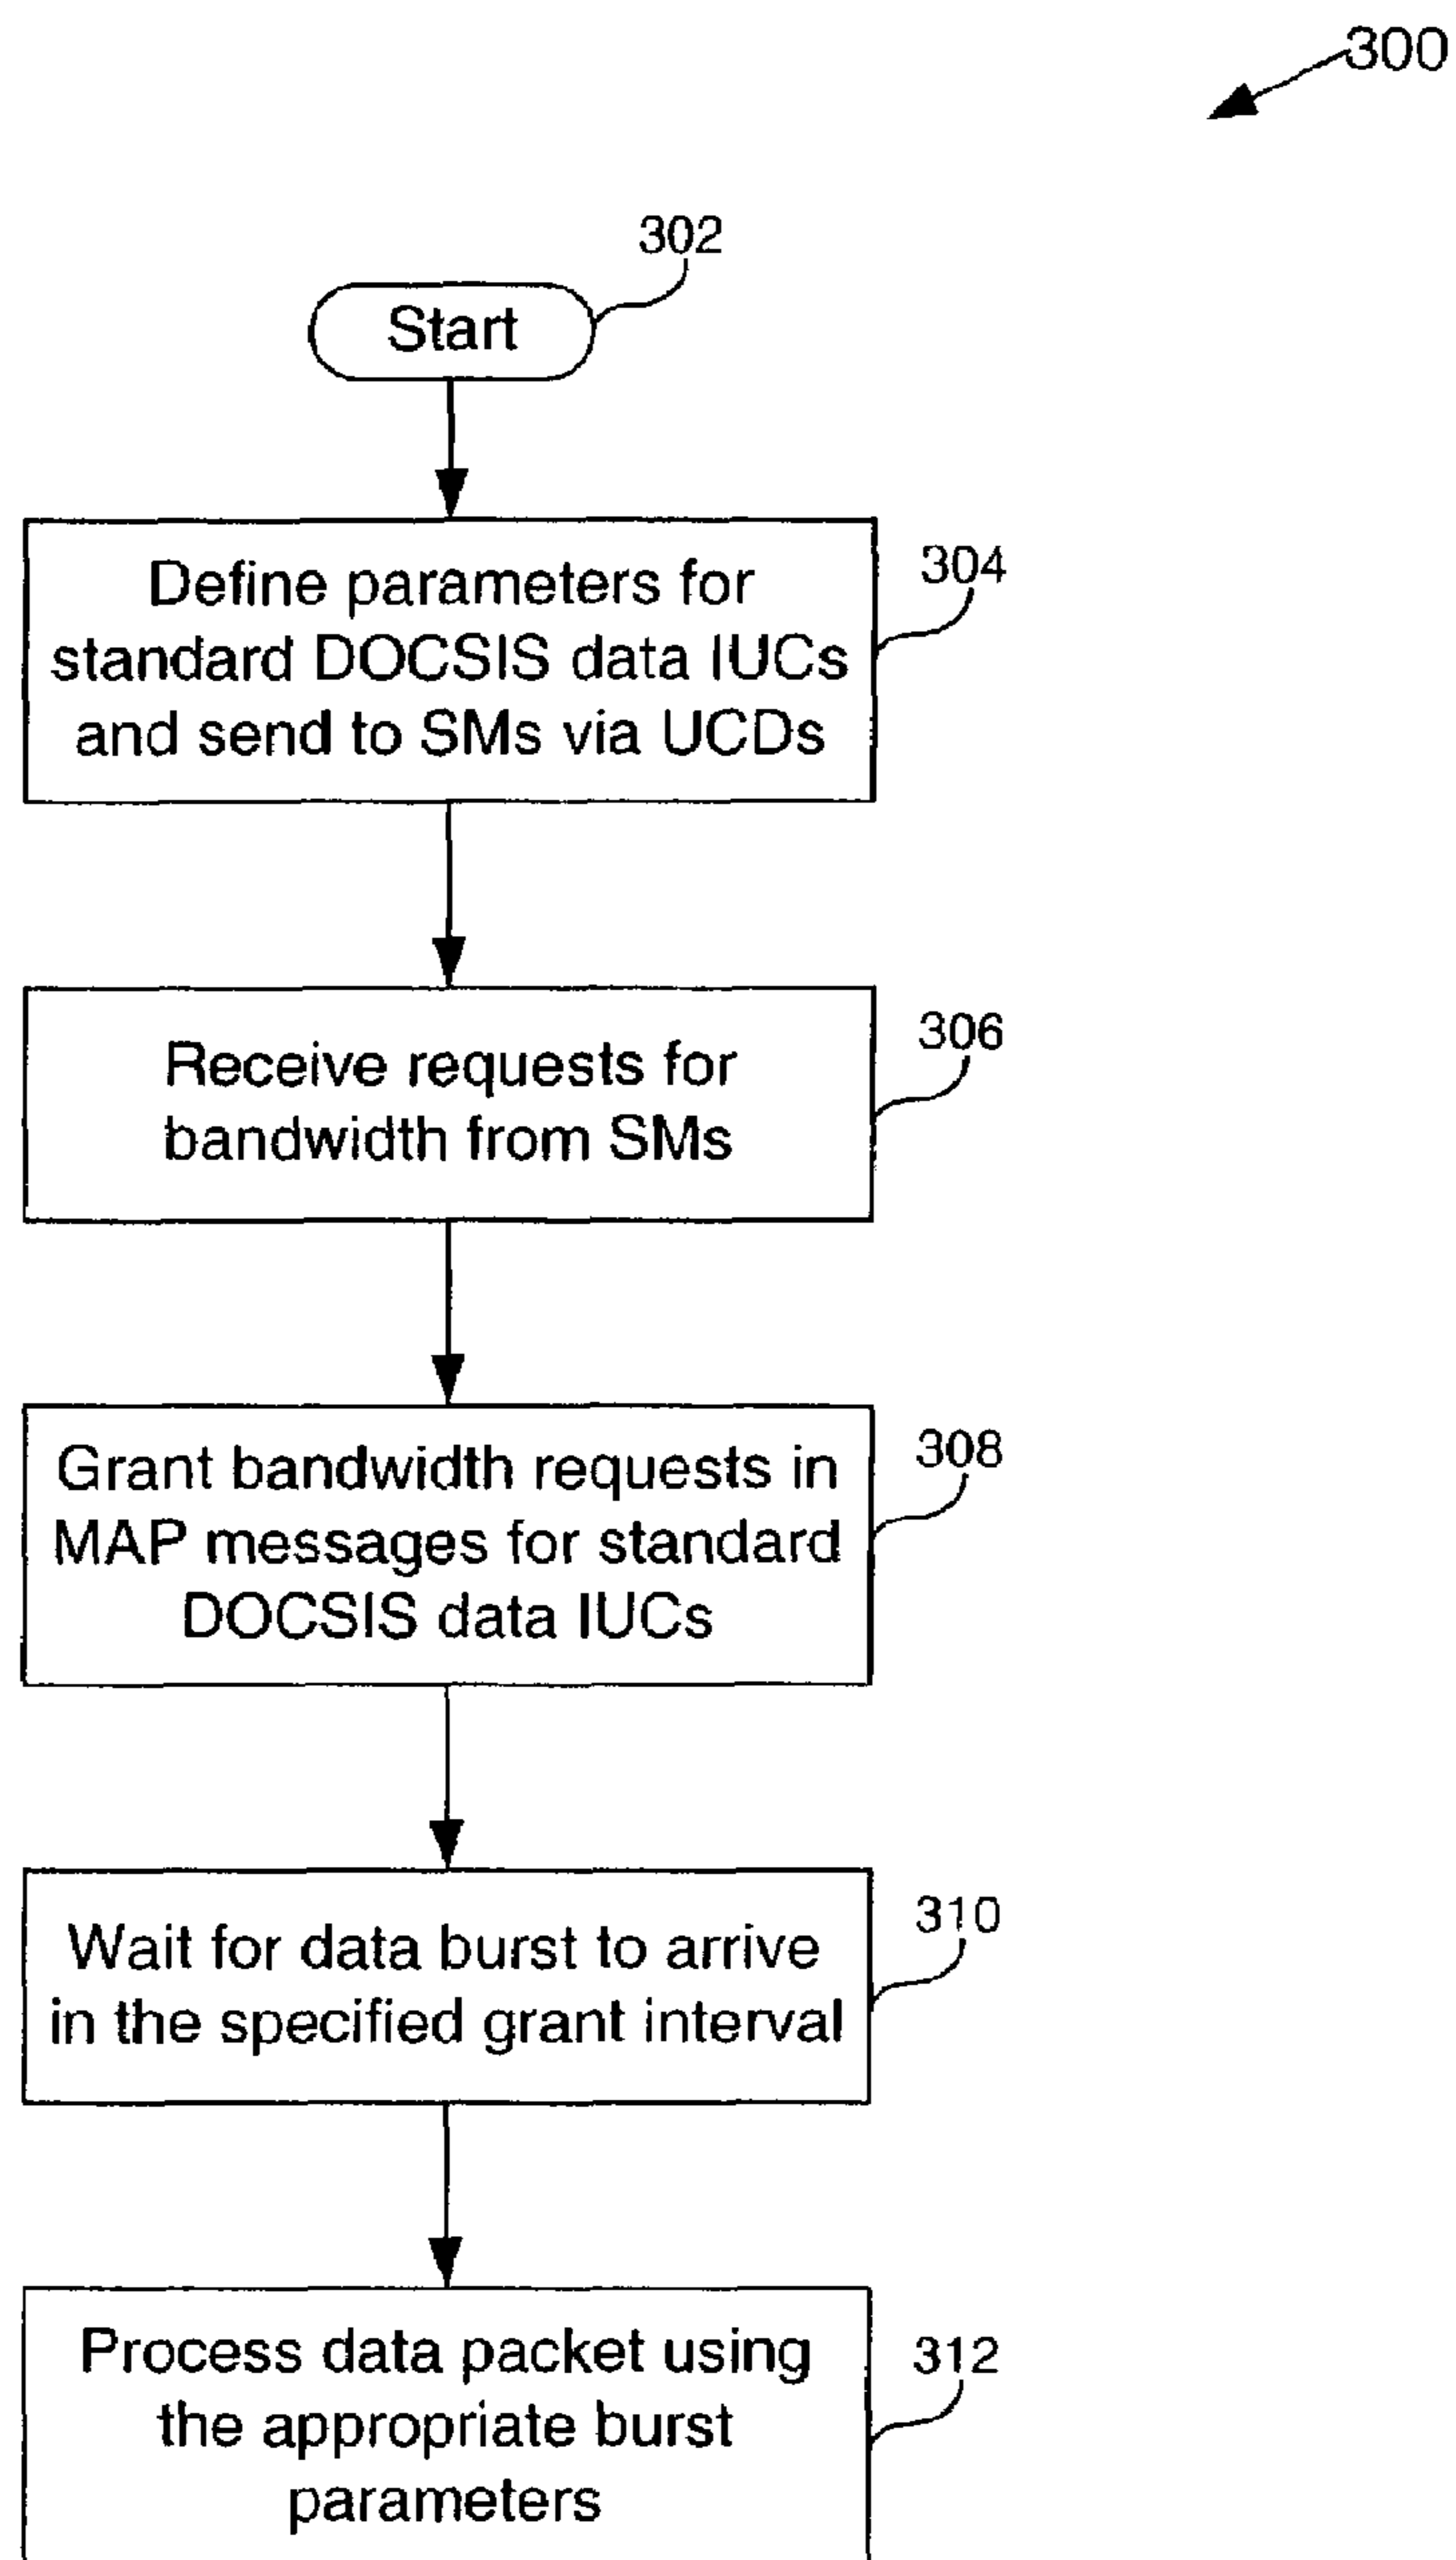 300
302
Start
304
Define parameters for
standard DOCSIS data IUCs
and send to SMs via UCDs
306
Receive requests for
bandwidth from SMs
308
Grant bandwidth requests in
MAP messages for standard
DOCSIS data IUCs
310
Wait for data burst to arrive
in the specified grant interval
312
Process data packet using
the appropriate burst
parameters